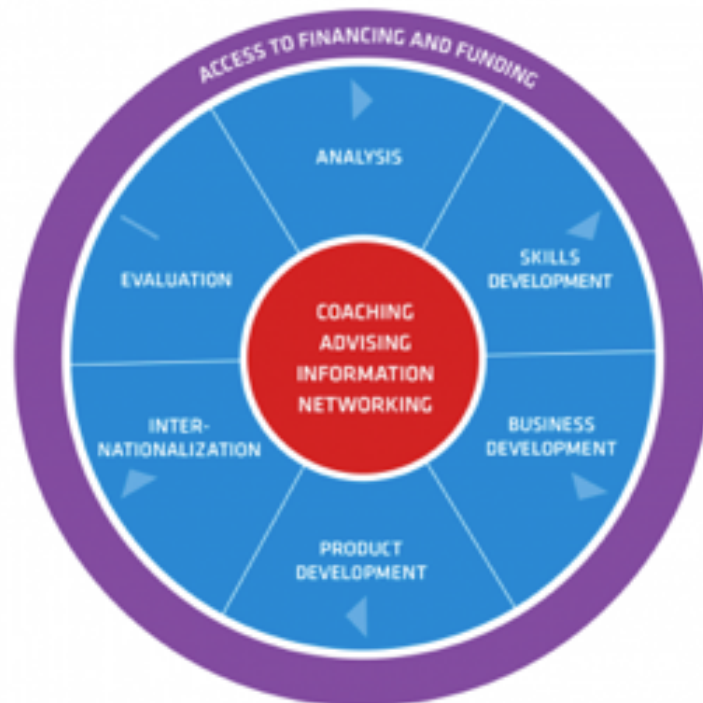 ACCESS TO FINANCING AND FUNDING
ANALYSIS
SKILLS
DEVELOPMENT
BUSINESS
DEVELOPMENT
PRODUCT
DEVELOPMENT
INTER-
NATIONALIZATION
EVALUATION
COACHING
ADVISING
INFORMATION
NETWORKING